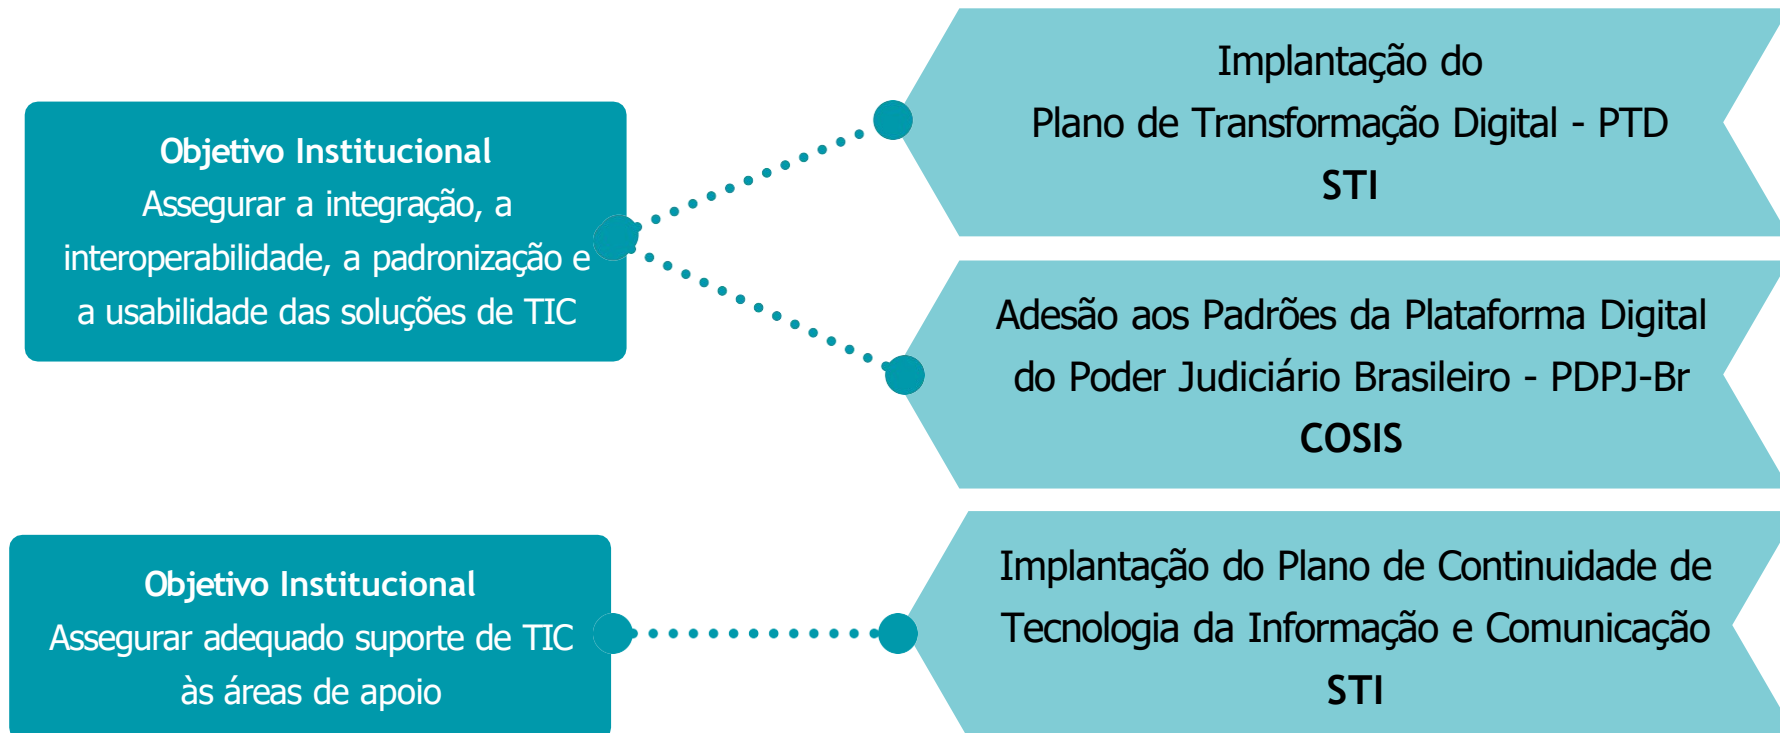 Objetivo Institucional
Assegurar a integração, a
interoperabilidade, a padronização e
a usabilidade das soluções de TIC
Implantação do
Plano de Transformação Digital - PTD
STI
Adesão aos Padrões da Plataforma Digital
do Poder Judiciário Brasileiro - PDPJ-Br
COSIS
Objetivo Institucional
Assegurar adequado suporte de TIC
às áreas de apoio
Implantação do Plano de Continuidade de
Tecnologia da Informação e Comunicação
STI